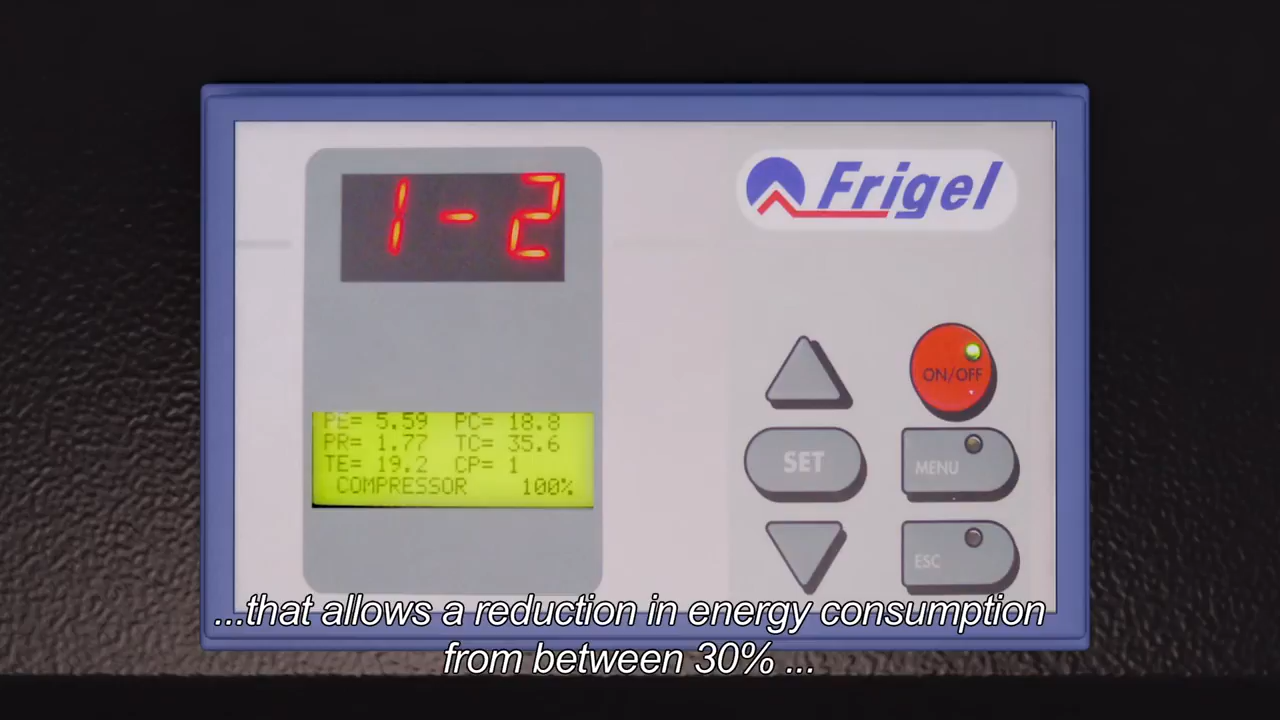 1-2
Frigel
ON/OFF
PE= 5.59 PC= 18.8
PR= 1.77 TC= 35.6
TE= 19.2 CP= 1
COMPRESSOR 100%
SET
MENU
ESC
...that allows a reduction in energy consumption
from between 30% ...